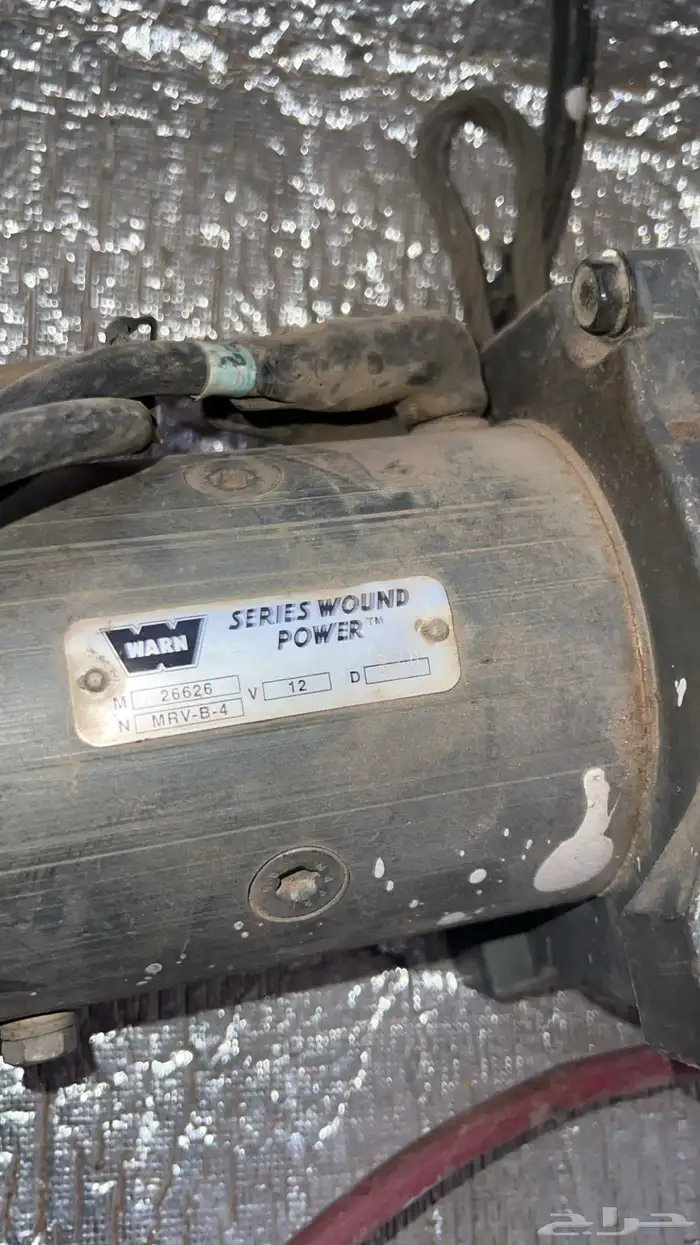 WARN
SERIES WOUND
POWER™
M 26626 V 12 D
N MRV-B-4
حراج